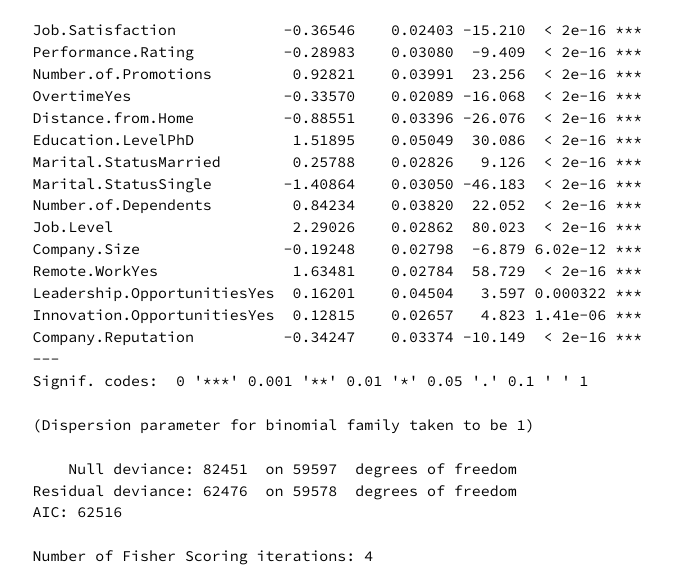 Job.Satisfaction -0.36546 0.02403 -15.210 < 2e-16 ***
Performance.Rating -0.28983 0.03080 -9.409 < 2e-16 ***
Number.of.Promotions 0.92821 0.03991 23.256 < 2e-16 ***
OvertimeYes -0.33570 0.02089 -16.068 < 2e-16 ***
Distance.from.Home -0.88551 0.03396 -26.076 < 2e-16 ***
Education.LevelPhD 1.51895 0.05049 30.086 < 2e-16 ***
Marital.StatusMarried 0.25788 0.02826 9.126 < 2e-16 ***
Marital.StatusSingle -1.40864 0.03050 -46.183 < 2e-16 ***
Number.of.Dependents 0.84234 0.03820 22.052 < 2e-16 ***
Job.Level 2.29026 0.02862 80.023 < 2e-16 ***
Company.Size -0.19248 0.02798 -6.879 6.02e-12 ***
Remote.WorkYes 1.63481 0.02784 58.729 < 2e-16 ***
Leadership.OpportunitiesYes 0.16201 0.04504 3.597 0.000322 ***
Innovation.OpportunitiesYes 0.12815 0.02657 4.823 1.41e-06 ***
Company.Reputation -0.34247 0.03374 -10.149 < 2e-16 ***
---
Signif. codes: 0 '***' 0.001 '**' 0.01 '*' 0.05 '.' 0.1 ' ' 1
(Dispersion parameter for binomial family taken to be 1)
Null deviance: 82451 on 59597 degrees of freedom
Residual deviance: 62476 on 59578 degrees of freedom
AIC: 62516
Number of Fisher Scoring iterations: 4